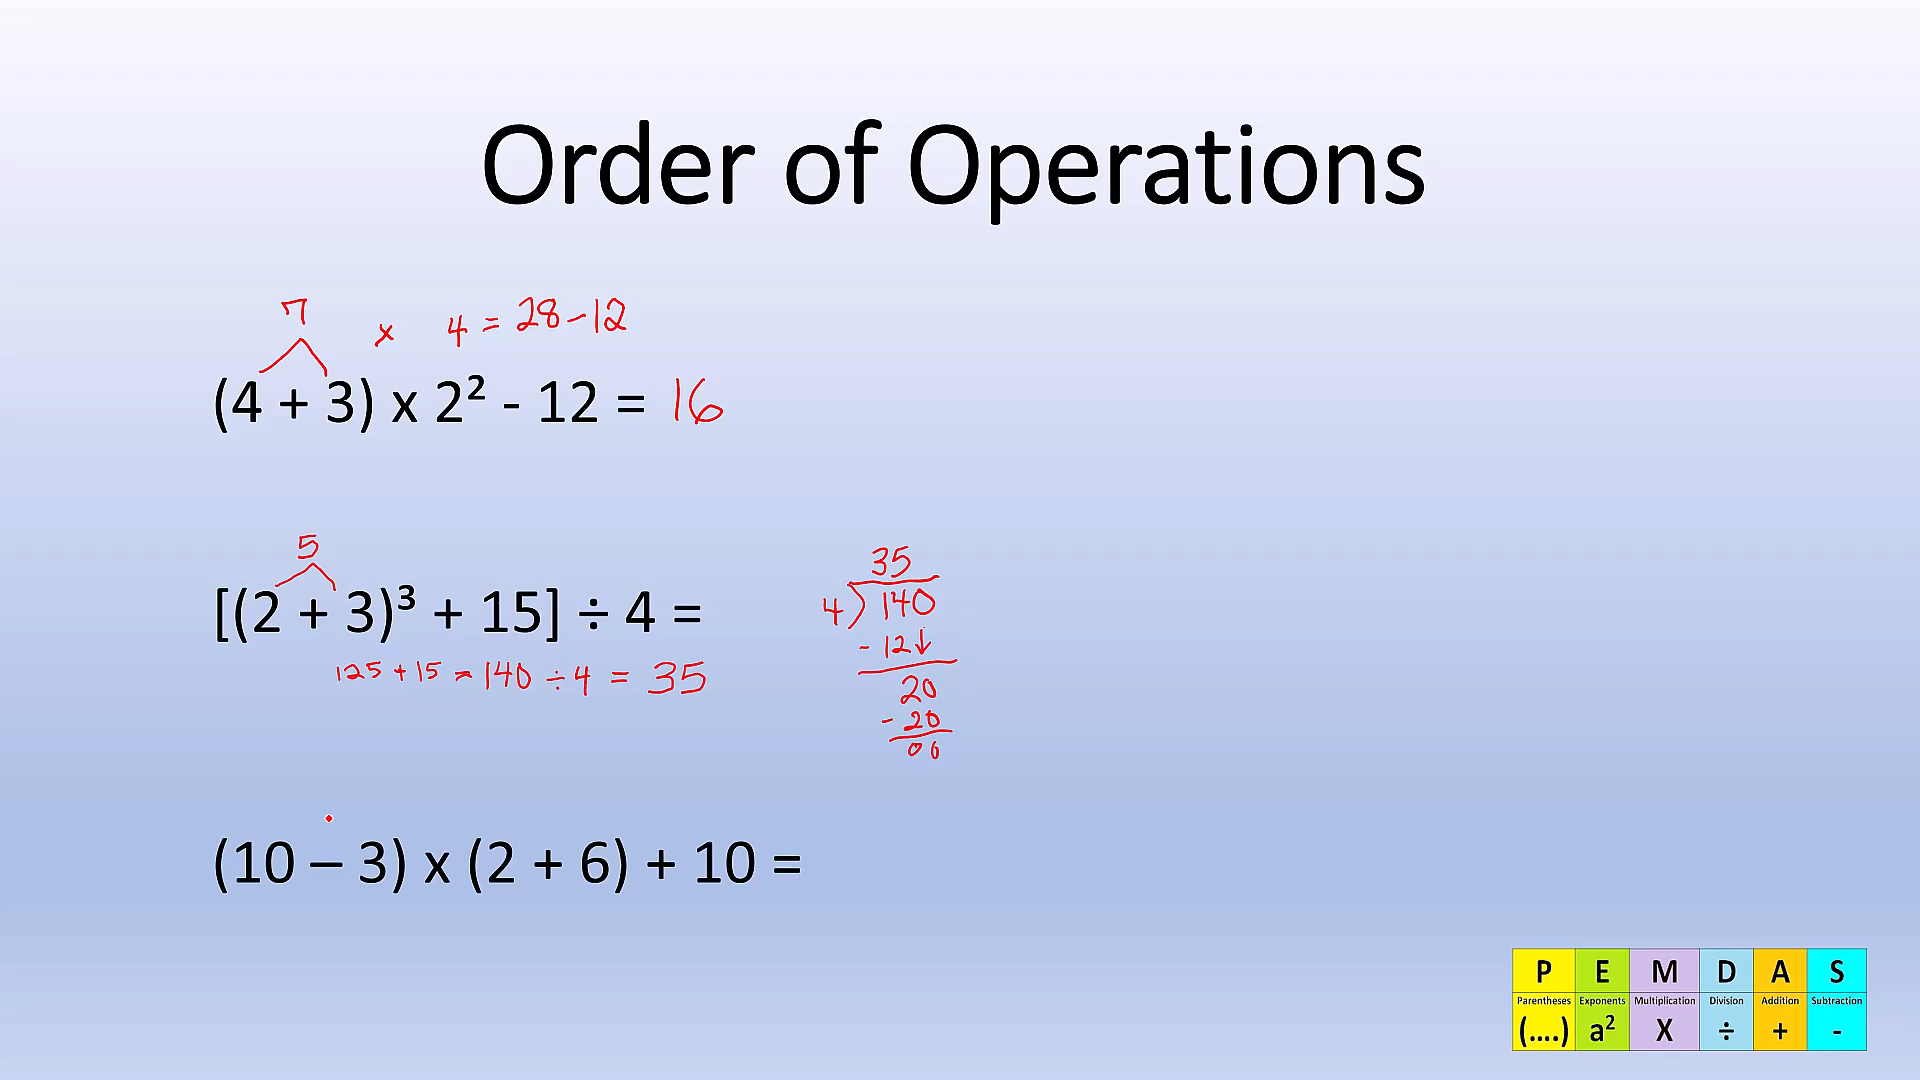 Order of Operations
7
x 4 = 28-12
(4 + 3) x 2² - 12 = 16
5
[(2 + 3)³ + 15] ÷ 4 =
125 + 15 = 140 ÷ 4 = 35
35
4 ) 140
- 12↓
20
- 20
00
(10 – 3) x (2 + 6) + 10 =
P E M D A S
Parentheses Exponents Multiplication Division Addition Subtraction
(....) a² X ÷ + -